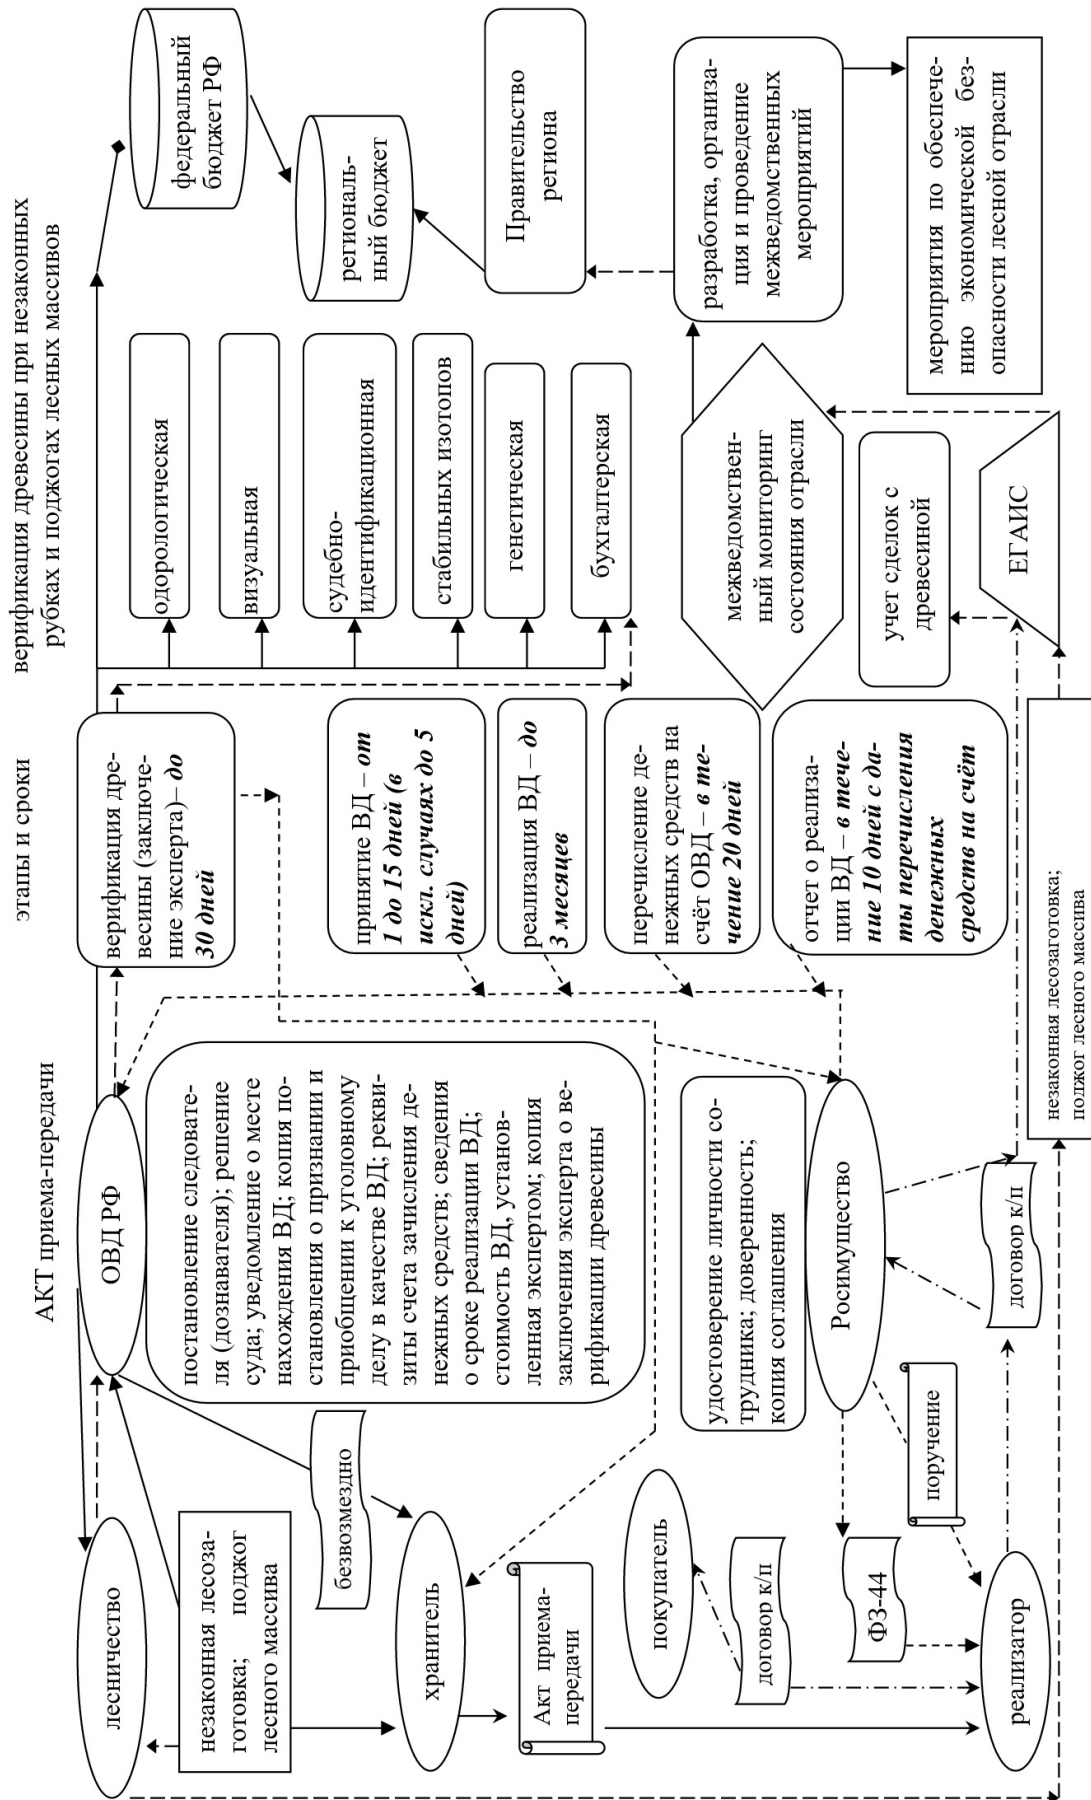 АКТ приема-передачи
этапы и сроки
верификация древесины при незаконных
рубках и поджогах лесных массивов
лесничество
ОВД РФ
верификация дре-
весины (заключе-
ние эксперта)– до
30 дней
одорологическая
визуальная
судебно-
идентификационная
стабильных изотопов
генетическая
бухгалтерская
федеральный
бюджет РФ
региональ-
ный бюджет
Правительство
региона
незаконная лесоза-
готовка; поджог
лесного массива
безвозмездно
постановление следовате-
ля (дознавателя); решение
суда; уведомление о месте
нахождения ВД; копия по-
становления о признании и
приобщении к уголовному
делу в качестве ВД; рекви-
зиты счета зачисления де-
нежных средств; сведения
о сроке реализации ВД;
стоимость ВД, установ-
ленная экспертом; копия
заключения эксперта о ве-
рификации древесины
принятие ВД – от
1 до 15 дней (в
искл. случаях до 5
дней)
реализация ВД – до
3 месяцев
перечисление де-
нежных средств на
счёт ОВД – в те-
чение 20 дней
отчет о реализа-
ции ВД – в тече-
ние 10 дней с да-
ты перечисления
денежных
средств на счёт
хранитель
Акт приема-
передачи
покупатель
договор к/п
ФЗ-44
поручение
реализатор
удостоверение личности со-
трудника; доверенность;
копия соглашения
Росимущество
договор к/п
межведомствен-
ный мониторинг
состояния отрасли
разработка, организа-
ция и проведение
межведомственных
мероприятий
мероприятия по обеспече-
нию экономической без-
опасности лесной отрасли
учет сделок с
древесиной
ЕГАИС
незаконная лесозаготовка;
поджог лесного массива